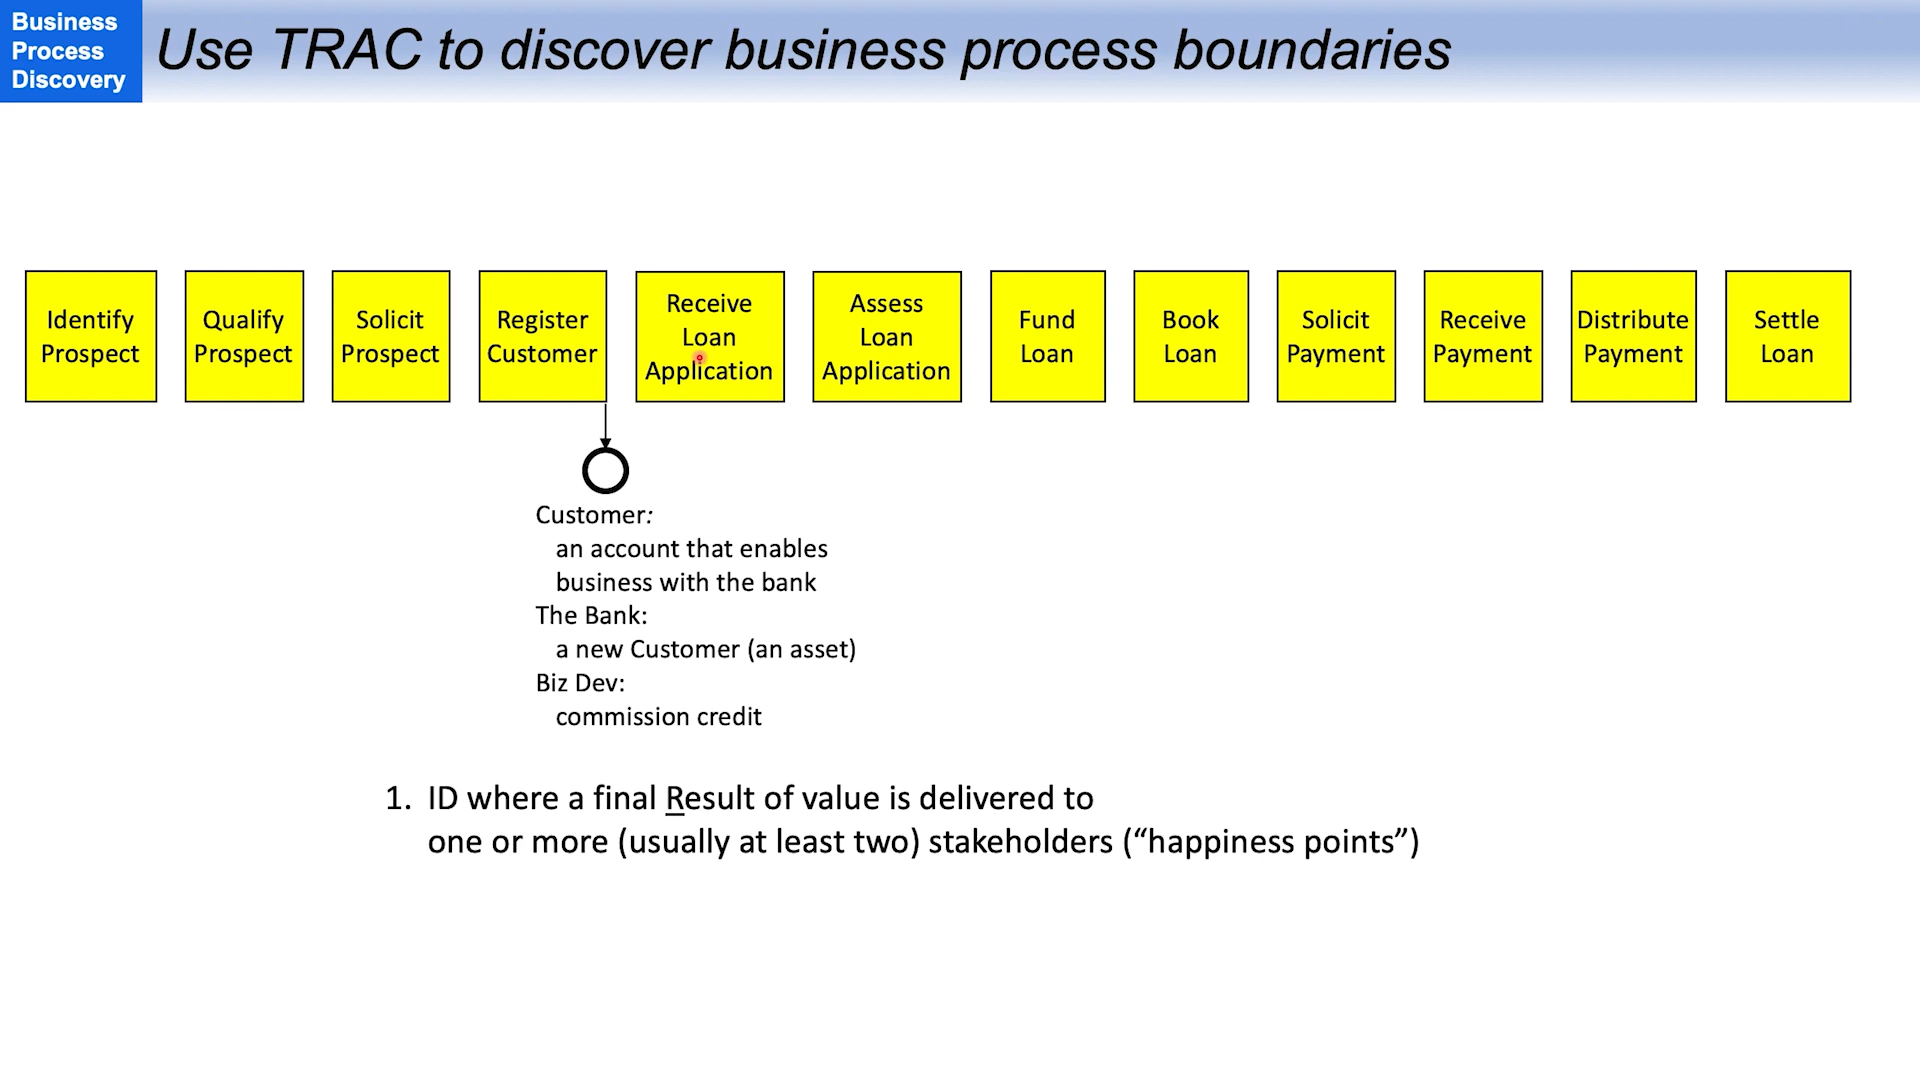 Business
Process
Discovery
Use TRAC to discover business process boundaries
Identify
Prospect
Qualify
Prospect
Solicit
Prospect
Register
Customer
Receive
Loan
Application
Assess
Loan
Application
Fund
Loan
Book
Loan
Solicit
Payment
Receive
Payment
Distribute
Payment
Settle
Loan
Customer:
an account that enables
business with the bank
The Bank:
a new Customer (an asset)
Biz Dev:
commission credit
1. ID where a final Result of value is delivered to
one or more (usually at least two) stakeholders (“happiness points”)